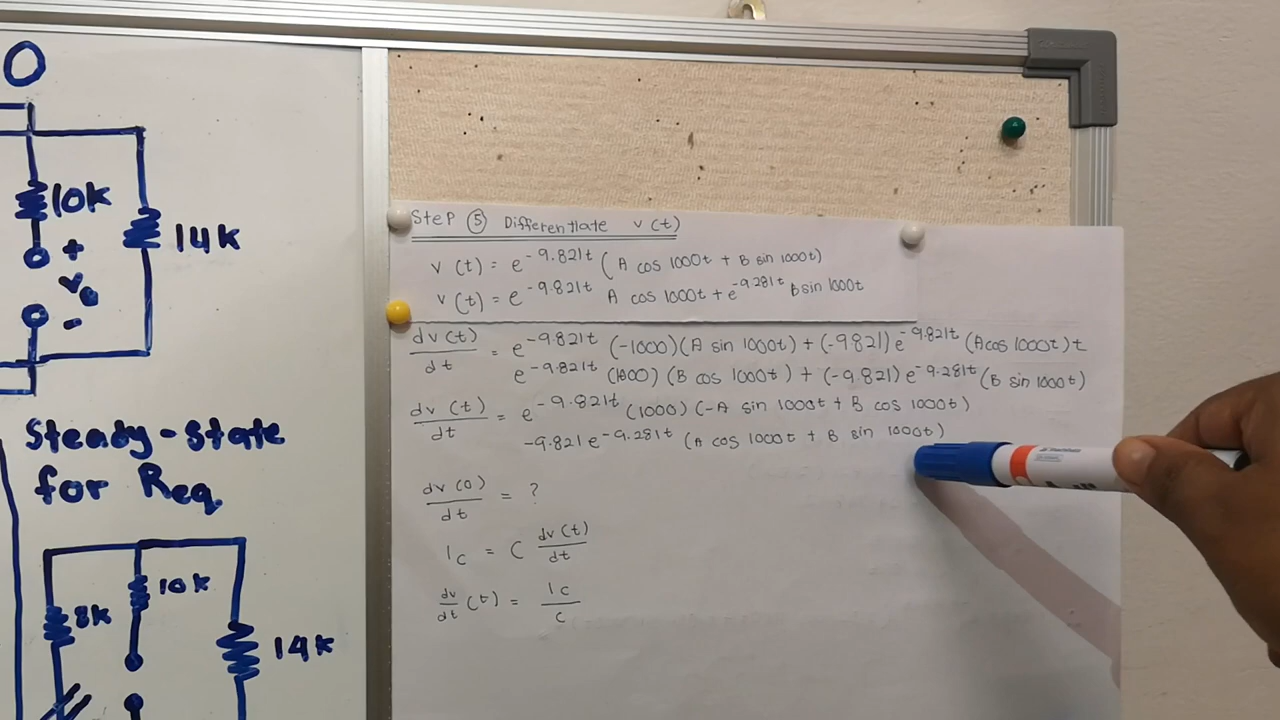 O
10k
14k
+
vo
-
Steady-state
for Req.
8k
10k
14k
Step ⑤ Differentiate v(t)
v(t) = e^-9.821t (A cos 1000t + B sin 1000t)
v(t) = e^-9.821t A cos 1000t + e^-9.281t B sin 1000t
dv(t)/dt = e^-9.821t (-1000)(A sin 1000t) + (-9821) e^-9.821t (A cos 1000t) t
e^-9.821t (1000) (B cos 1000t) + (-9.821) e^-9.281t (B sin 1000t)
dv(t)/dt = e^-9.821t (1000) (-A sin 1000t + B cos 1000t)
-9.821 e^-9.281t (A cos 1000t + B sin 1000t)
dv(0)/dt = ?
Ic = C dv(t)/dt
dv/dt (t) = Ic/C